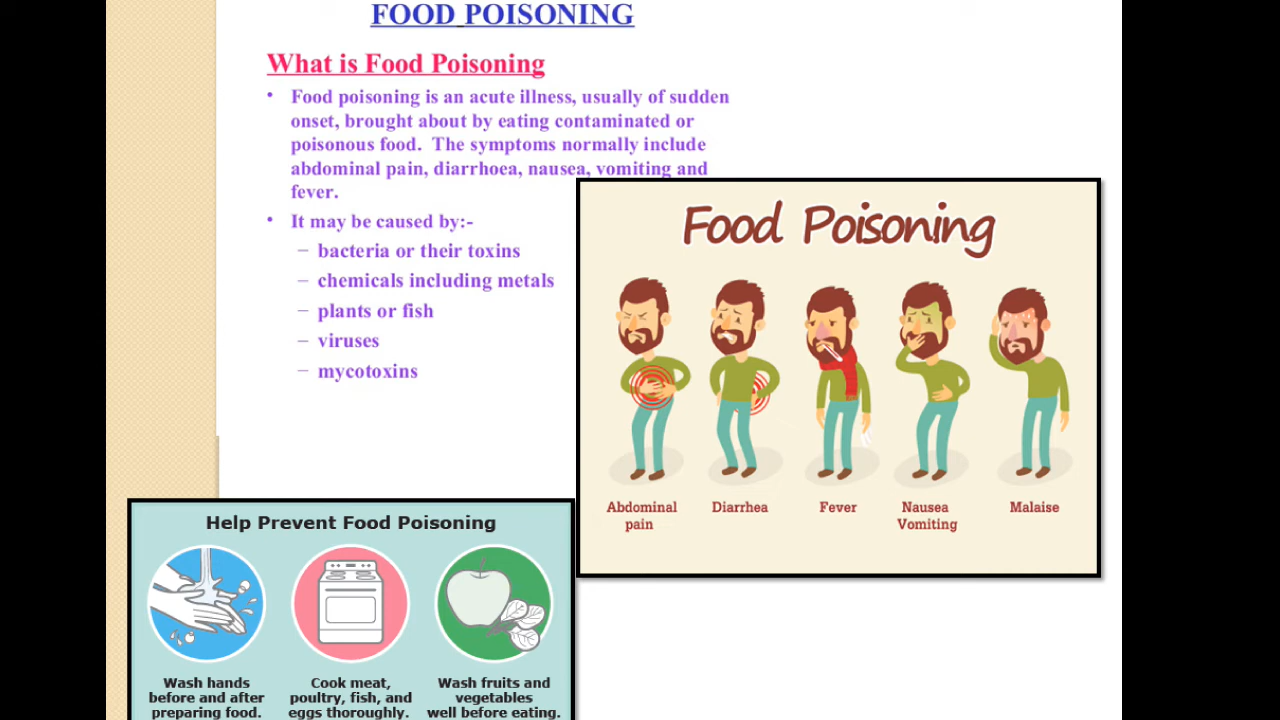 FOOD POISONING
What is Food Poisoning
• Food poisoning is an acute illness, usually of sudden
onset, brought about by eating contaminated or
poisonous food.  The symptoms normally include
abdominal pain, diarrhoea, nausea, vomiting and
fever.
• It may be caused by:-
– bacteria or their toxins
– chemicals including metals
– plants or fish
– viruses
– mycotoxins
Food Poisoning
Abdominal
pain
Diarrhea
Fever
Nausea
Vomiting
Malaise
Help Prevent Food Poisoning
Wash hands
before and after
preparing food.
Cook meat,
poultry, fish, and
eggs thoroughly.
Wash fruits and
vegetables
well before eating.